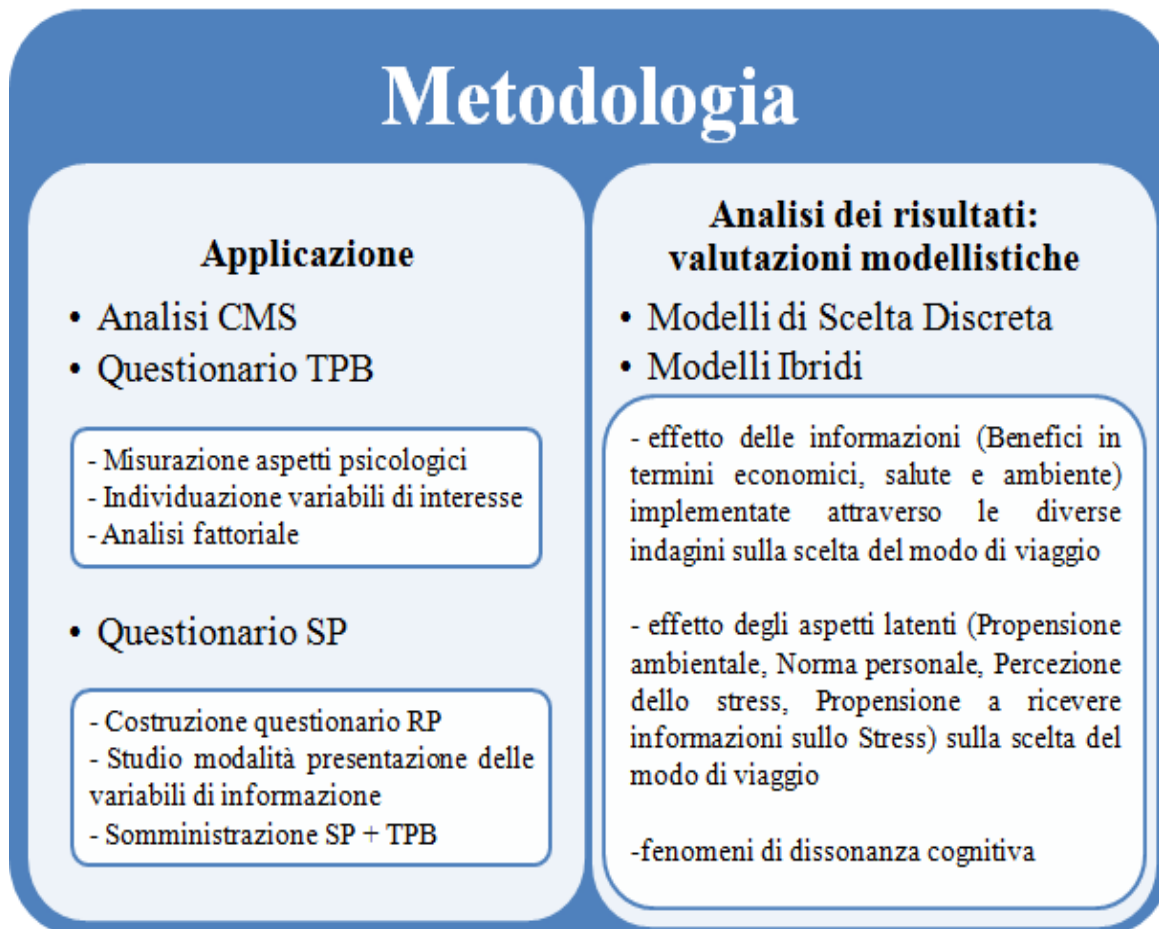 Metodologia
Applicazione
• Analisi CMS
• Questionario TPB
- Misurazione aspetti psicologici
- Individuazione variabili di interesse
- Analisi fattoriale
• Questionario SP
- Costruzione questionario RP
- Studio modalità presentazione delle
variabili di informazione
- Somministrazione SP + TPB
Analisi dei risultati:
valutazioni modellistiche
• Modelli di Scelta Discreta
• Modelli Ibridi
- effetto delle informazioni (Benefici in
termini economici, salute e ambiente)
implementate attraverso le diverse
indagini sulla scelta del modo di viaggio
- effetto degli aspetti latenti (Propensione
ambientale, Norma personale, Percezione
dello stress, Propensione a ricevere
informazioni sullo Stress) sulla scelta del
modo di viaggio
-fenomeni di dissonanza cognitiva